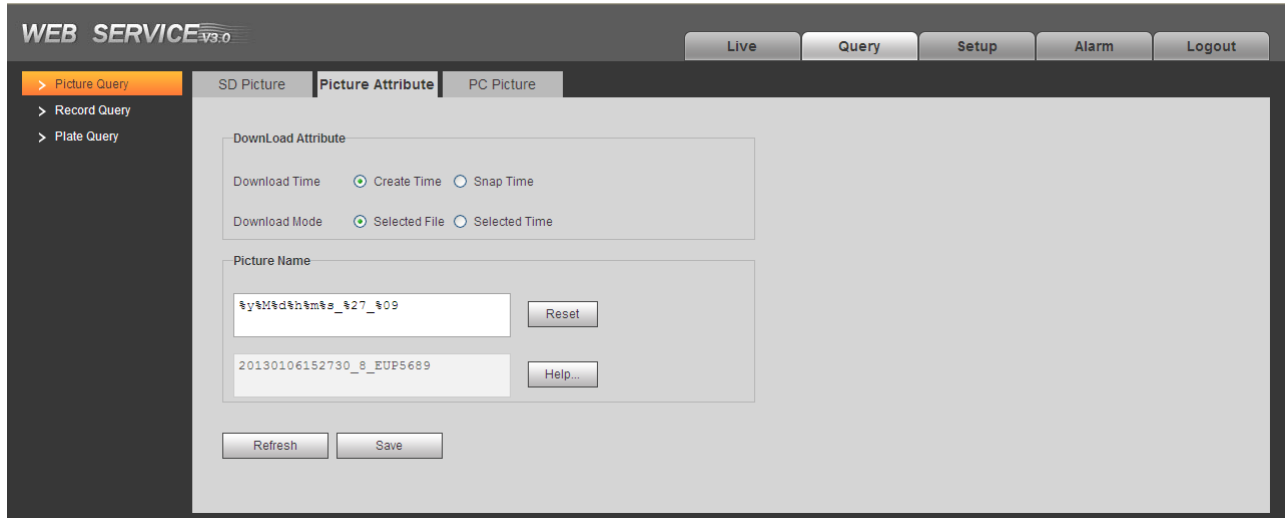 WEB SERVICE V3.0
Live Query Setup Alarm Logout
> Picture Query
> Record Query
> Plate Query
SD Picture Picture Attribute PC Picture
DownLoad Attribute
Download Time Create Time Snap Time
Download Mode Selected File Selected Time
Picture Name
%y%M%d%h%m%s_%27_%09
Reset
20130106152730_8_EUP5689
Help...
Refresh Save